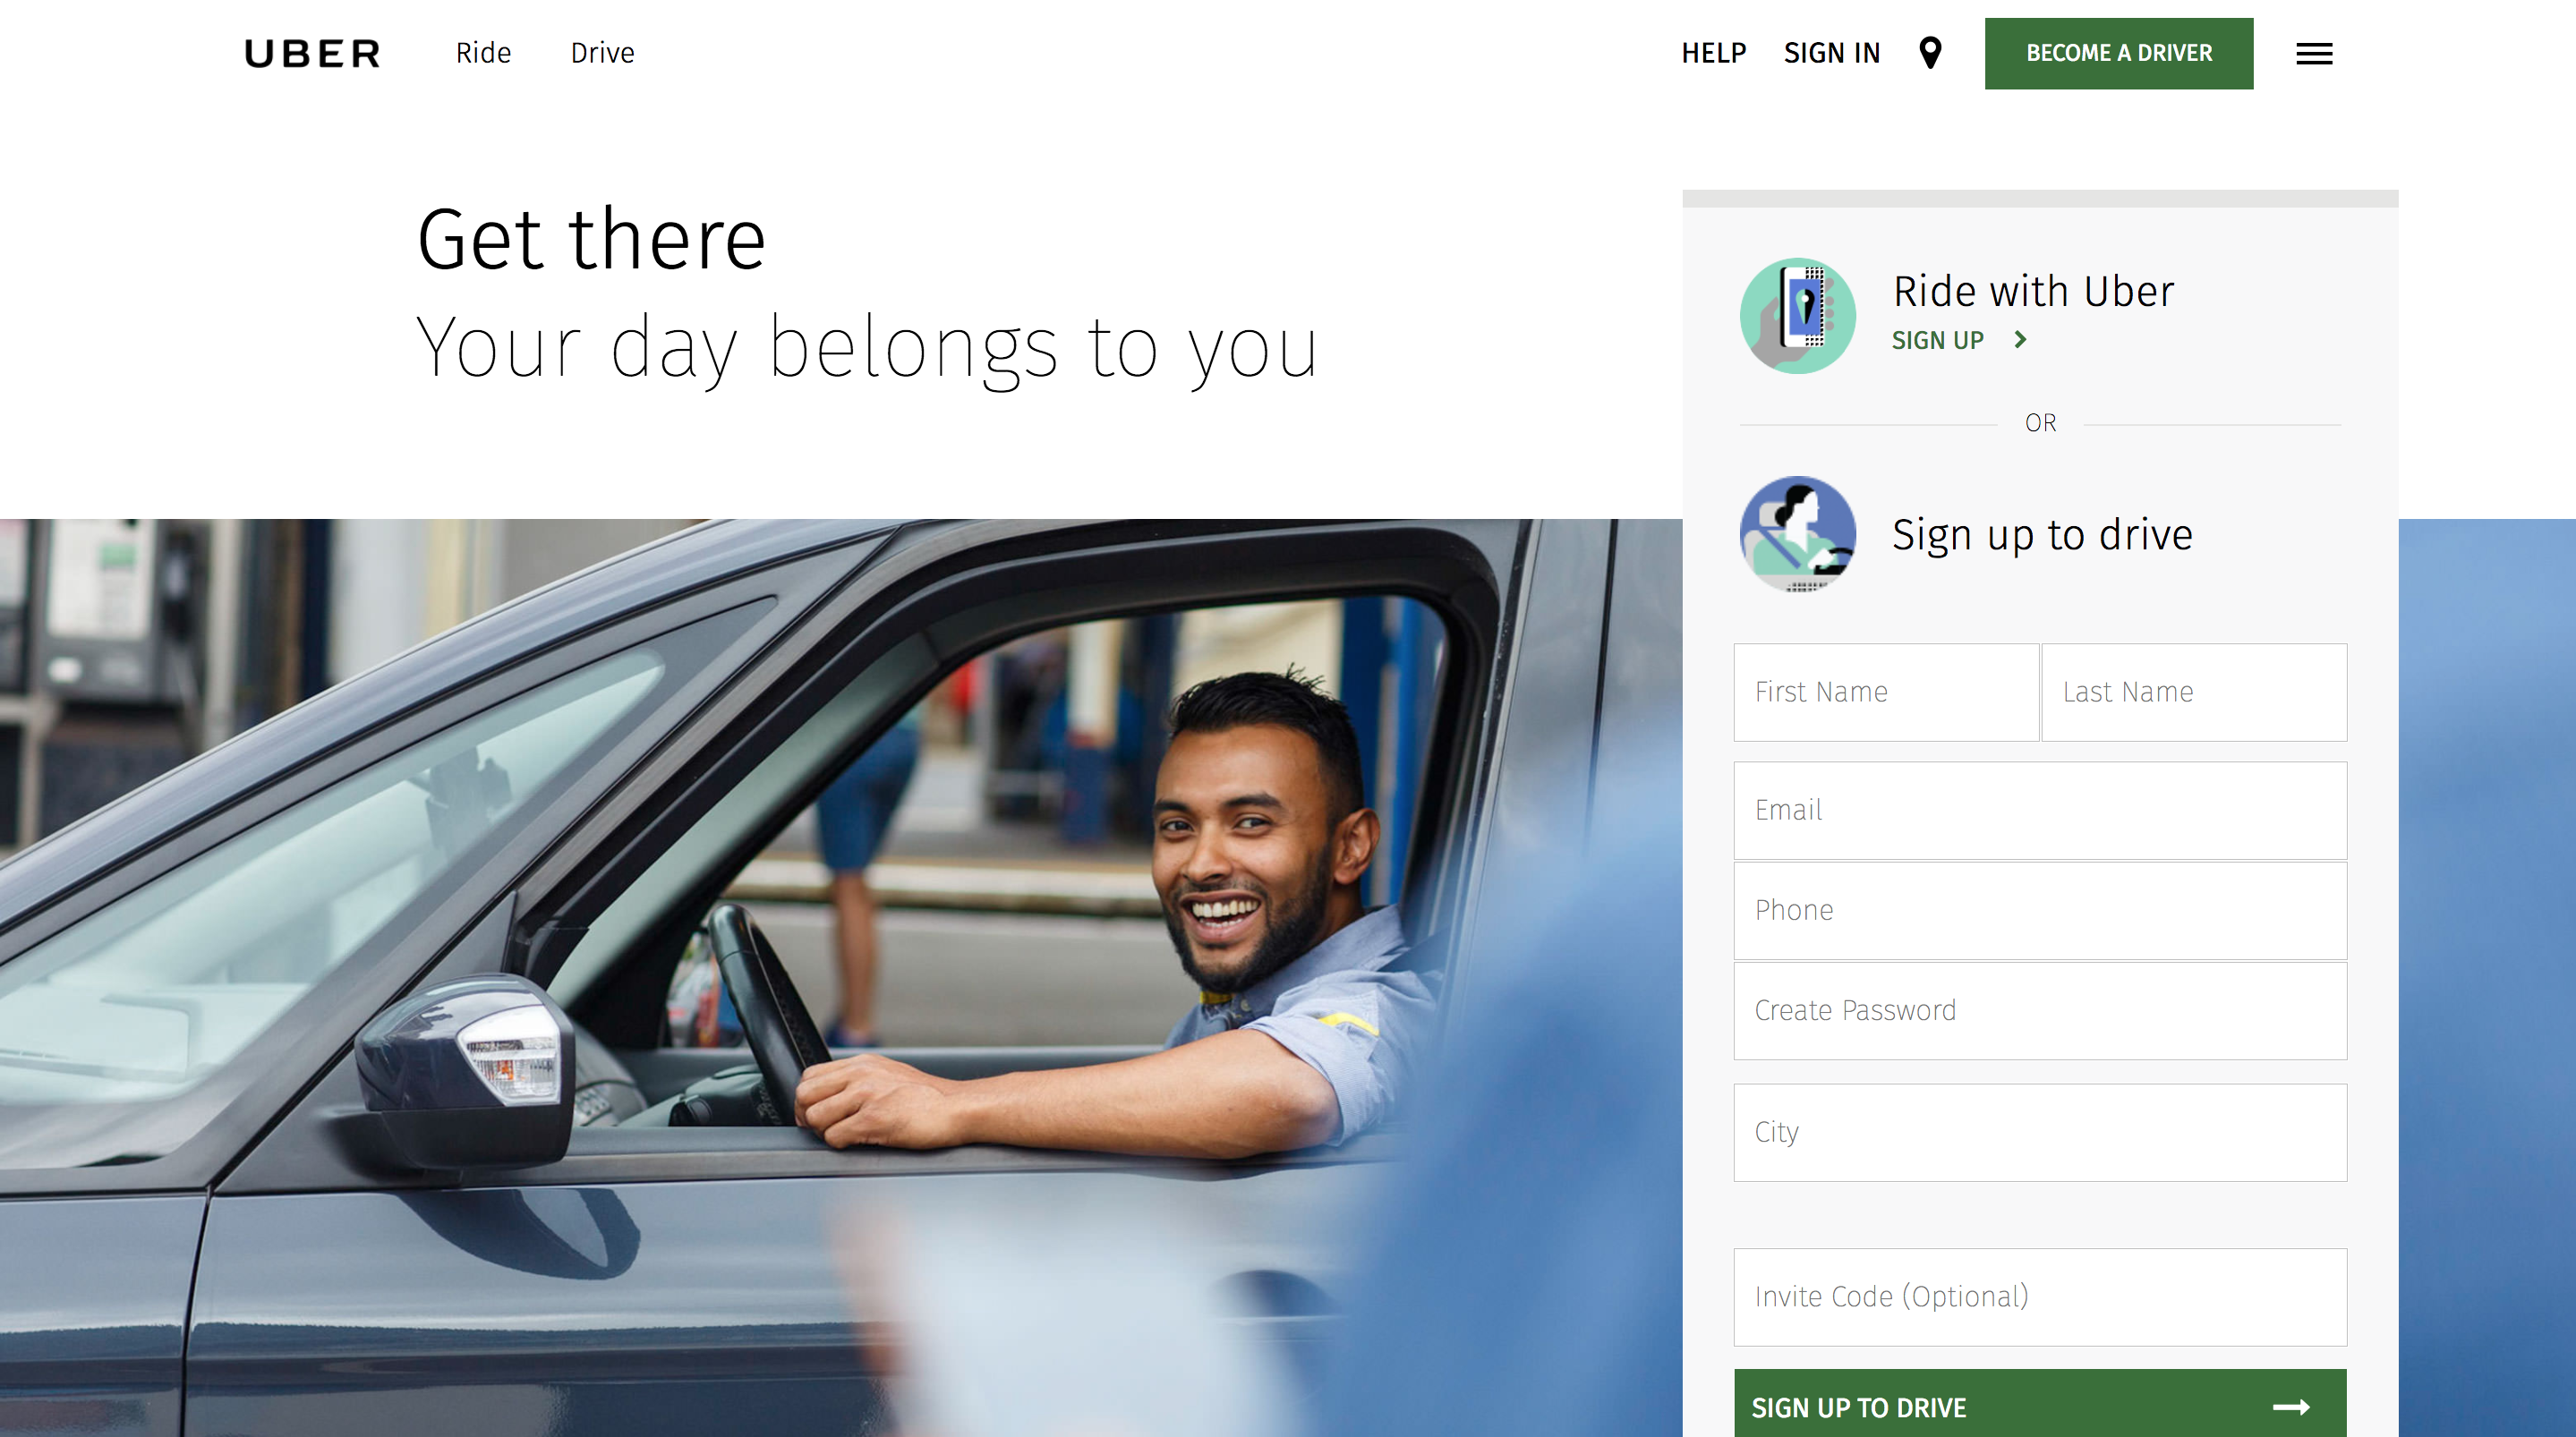 UBER
Ride
Drive
HELP
SIGN IN
BECOME A DRIVER
Get there
Your day belongs to you
Ride with Uber
SIGN UP
OR
Sign up to drive
First Name
Last Name
Email
Phone
Create Password
City
Invite Code (Optional)
SIGN UP TO DRIVE